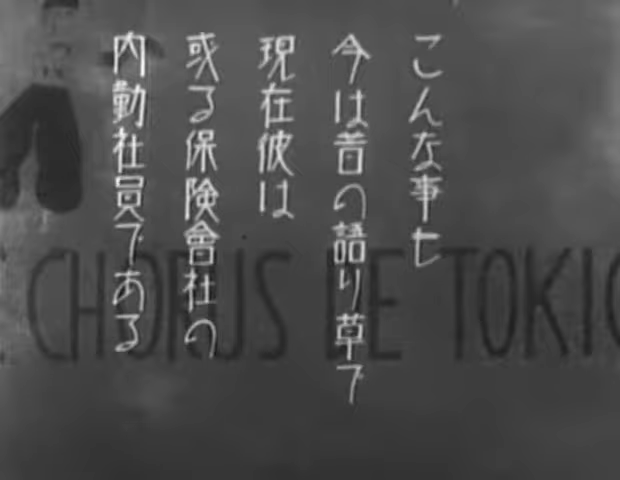 こんな事も
今は昔の語り草で
現在彼は
或る保険會社の
内勤社員である
CHORUS DE TOKIO